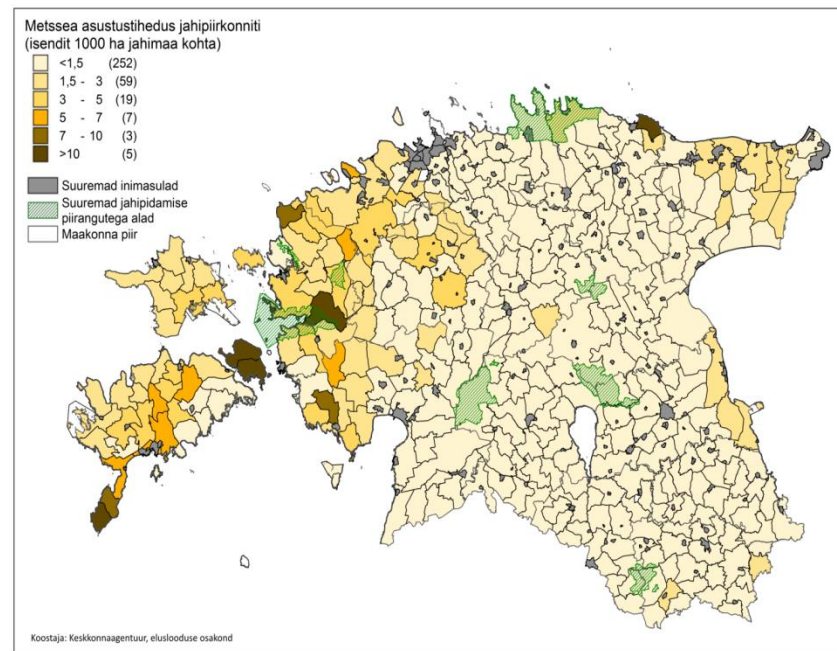 Metssea asustustihedus jahipiirkonniti
(isendit 1000 ha jahimaa kohta)
<1,5 (252)
1,5 - 3 (59)
3 - 5 (19)
5 - 7 (7)
7 - 10 (3)
>10 (5)
Suuremad inimasulad
Suuremad jahipidamise
piirangutega alad
Maakonna piir
Koostaja: Keskkonnaagentuur, eluslooduse osakond